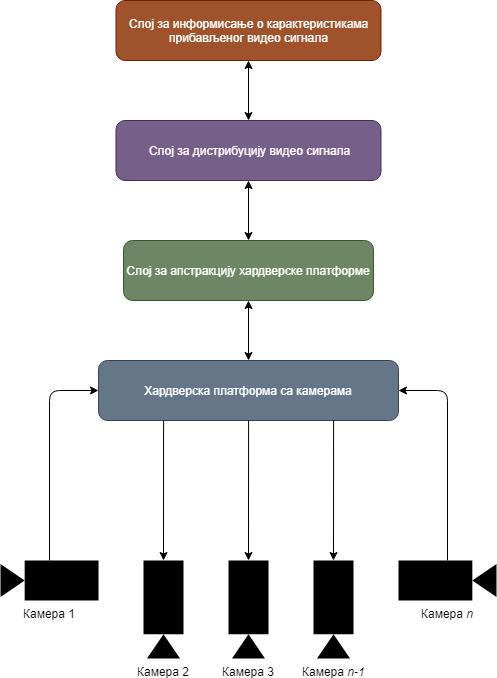 Слој за информисање о карактеристикама
прибављеног видео сигнала
Слој за дистрибуцију видео сигнала
Слој за апстракцију хардверске платформе
Хардверска платформа са камерама
Камера 1
Камера n
Камера 2
Камера 3
Камера n-1